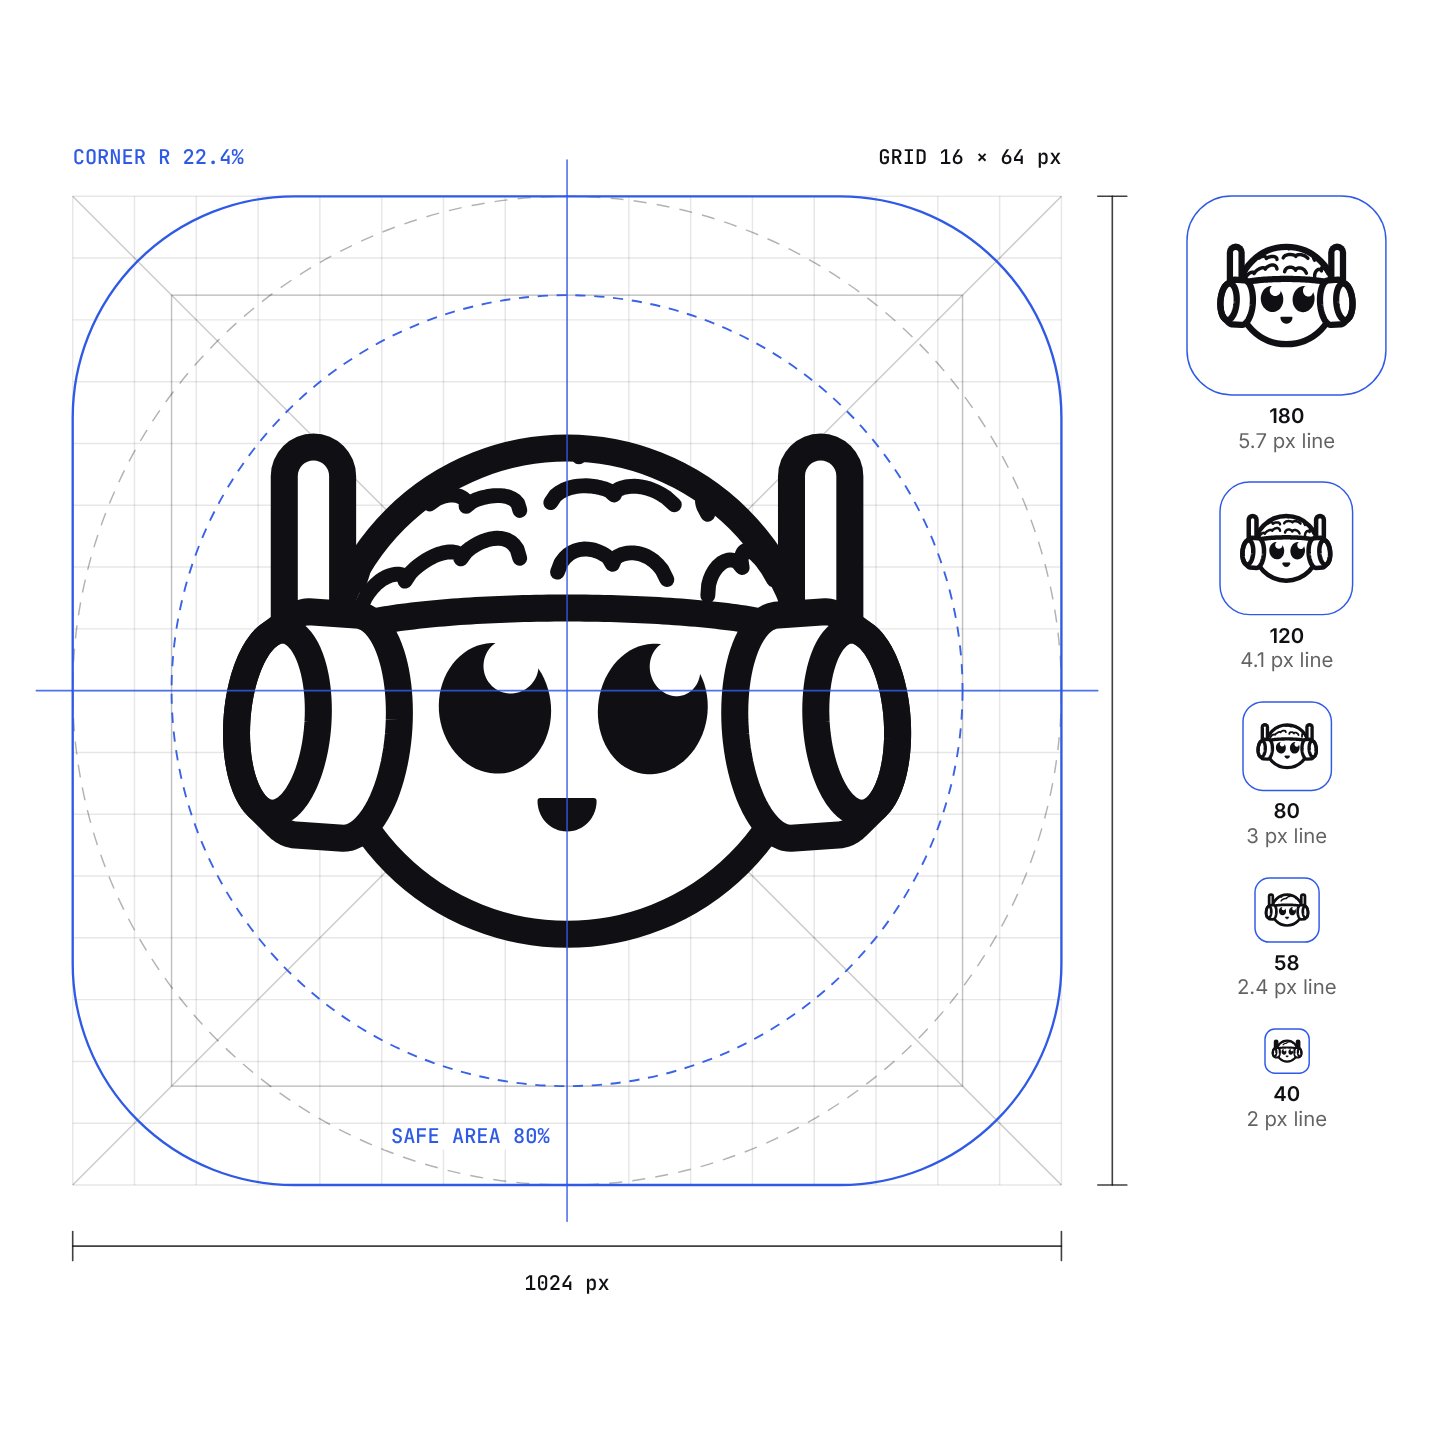 CORNER R 22.4%
GRID 16 × 64 px
180
5.7 px line
120
4.1 px line
80
3 px line
58
2.4 px line
40
2 px line
SAFE AREA 80%
1024 px